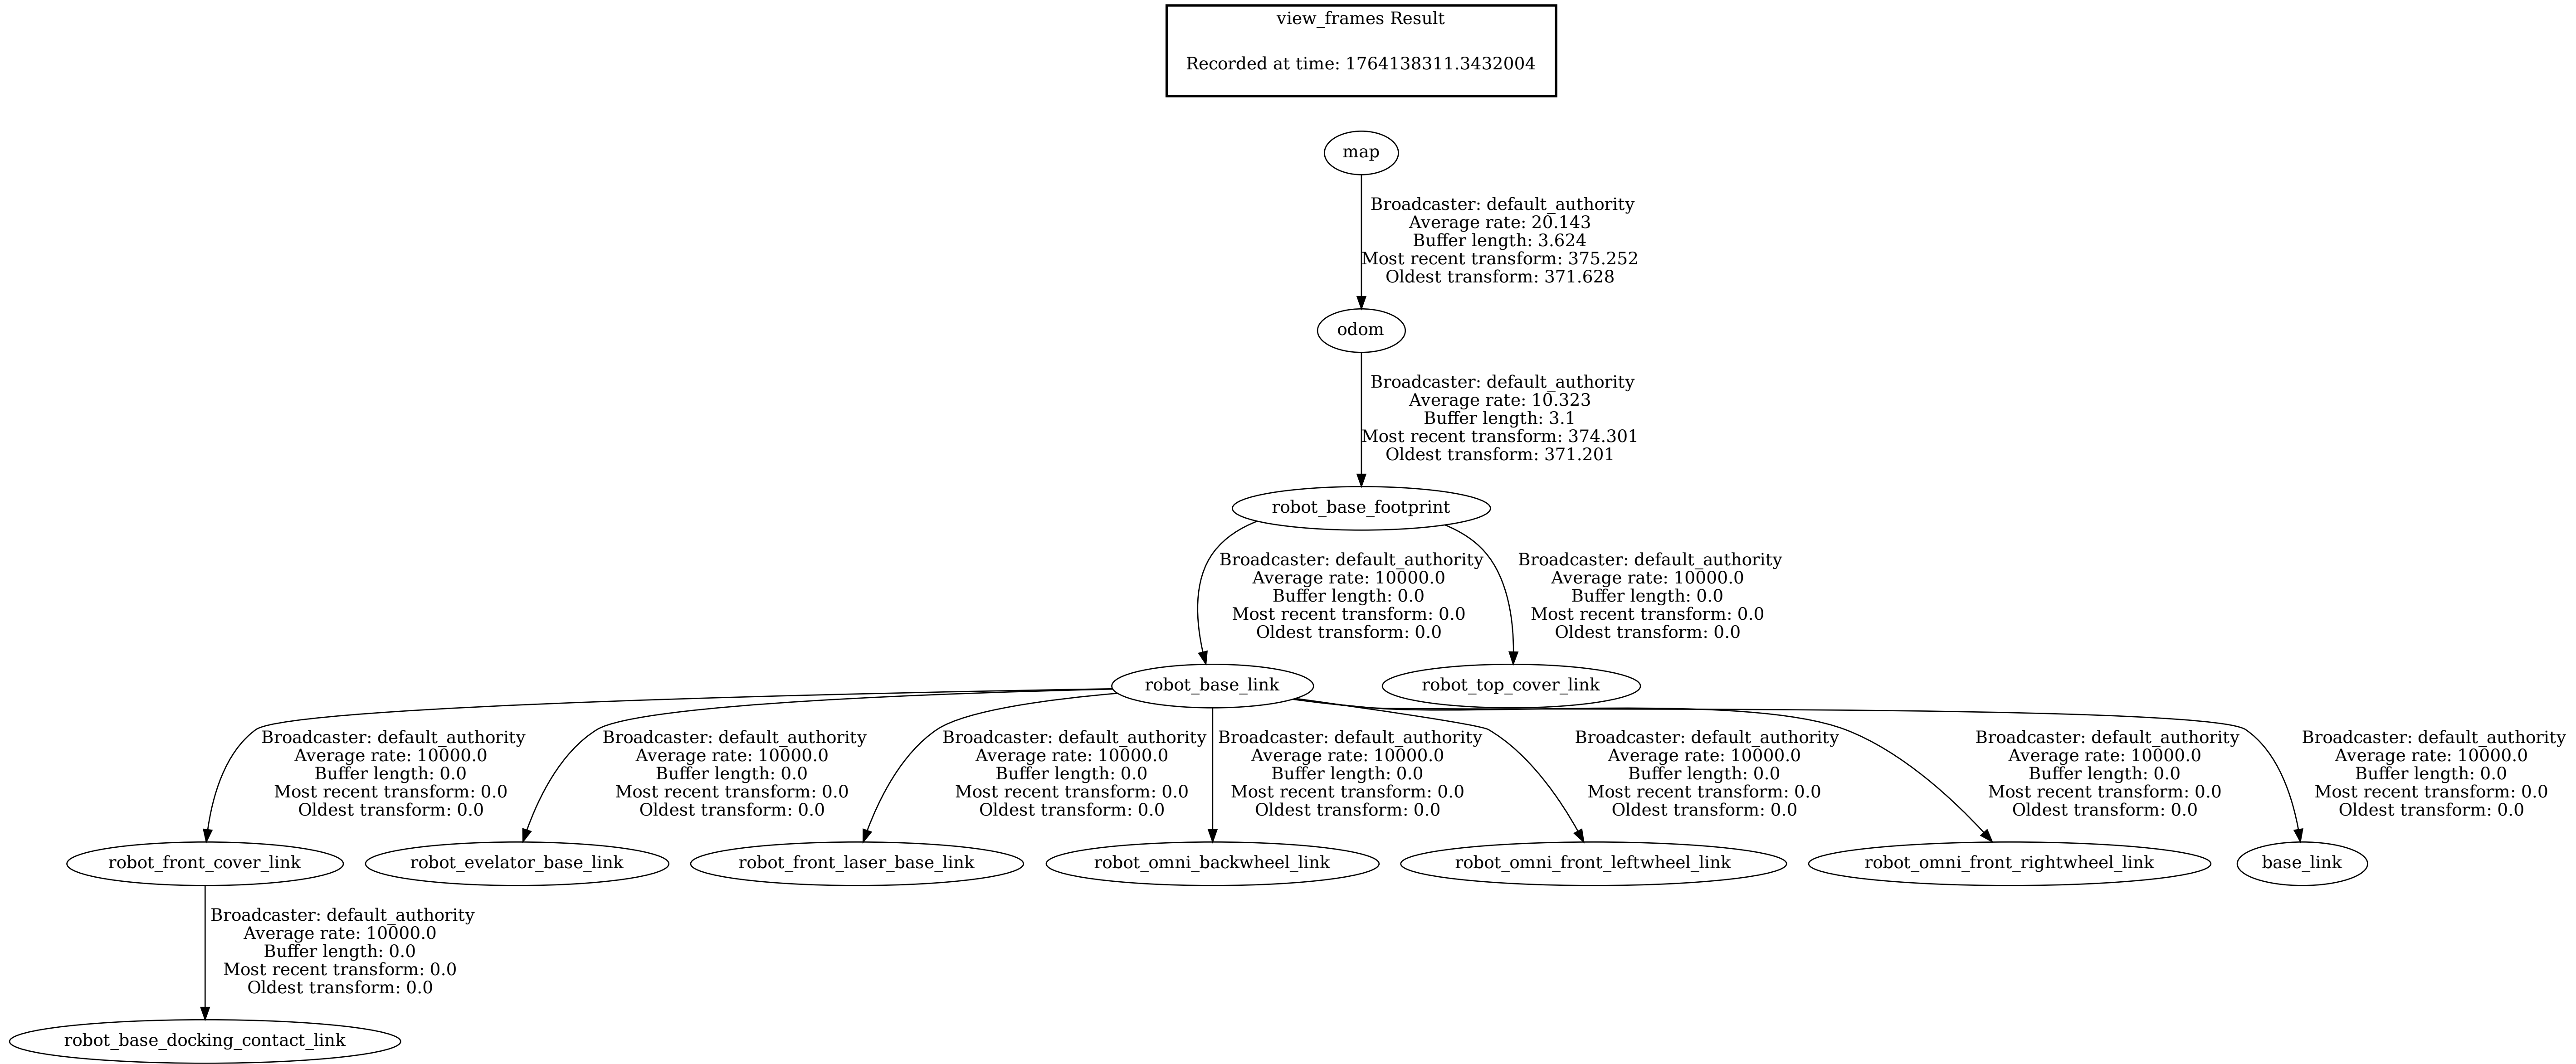 view_frames Result
Recorded at time: 1764138311.3432004
map
Broadcaster: default_authority
Average rate: 20.143
Buffer length: 3.624
Most recent transform: 375.252
Oldest transform: 371.628
odom
Broadcaster: default_authority
Average rate: 10.323
Buffer length: 3.1
Most recent transform: 374.301
Oldest transform: 371.201
robot_base_footprint
Broadcaster: default_authority
Average rate: 10000.0
Buffer length: 0.0
Most recent transform: 0.0
Oldest transform: 0.0
Broadcaster: default_authority
Average rate: 10000.0
Buffer length: 0.0
Most recent transform: 0.0
Oldest transform: 0.0
robot_base_link
robot_top_cover_link
Broadcaster: default_authority
Average rate: 10000.0
Buffer length: 0.0
Most recent transform: 0.0
Oldest transform: 0.0
Broadcaster: default_authority
Average rate: 10000.0
Buffer length: 0.0
Most recent transform: 0.0
Oldest transform: 0.0
Broadcaster: default_authority
Average rate: 10000.0
Buffer length: 0.0
Most recent transform: 0.0
Oldest transform: 0.0
Broadcaster: default_authority
Average rate: 10000.0
Buffer length: 0.0
Most recent transform: 0.0
Oldest transform: 0.0
Broadcaster: default_authority
Average rate: 10000.0
Buffer length: 0.0
Most recent transform: 0.0
Oldest transform: 0.0
Broadcaster: default_authority
Average rate: 10000.0
Buffer length: 0.0
Most recent transform: 0.0
Oldest transform: 0.0
Broadcaster: default_authority
Average rate: 10000.0
Buffer length: 0.0
Most recent transform: 0.0
Oldest transform: 0.0
robot_front_cover_link
robot_evelator_base_link
robot_front_laser_base_link
robot_omni_backwheel_link
robot_omni_front_leftwheel_link
robot_omni_front_rightwheel_link
base_link
Broadcaster: default_authority
Average rate: 10000.0
Buffer length: 0.0
Most recent transform: 0.0
Oldest transform: 0.0
robot_base_docking_contact_link